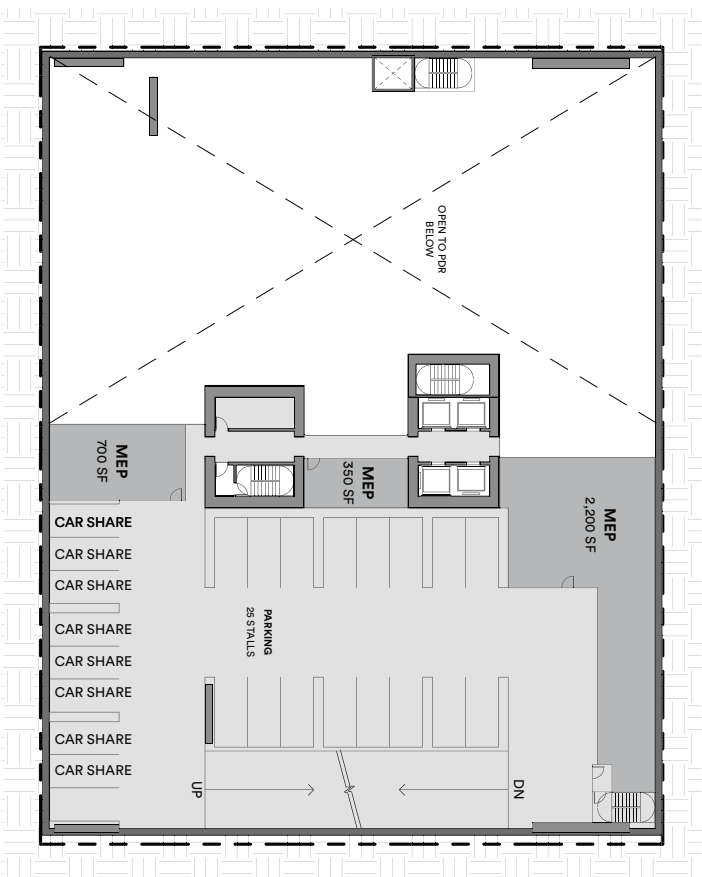 OPEN TO PDR
BELOW
MEP
700 SF
MEP
350 SF
MEP
2,200 SF
CAR SHARE
CAR SHARE
CAR SHARE
CAR SHARE
CAR SHARE
CAR SHARE
CAR SHARE
CAR SHARE
PARKING
25 STALLS
UP
DN